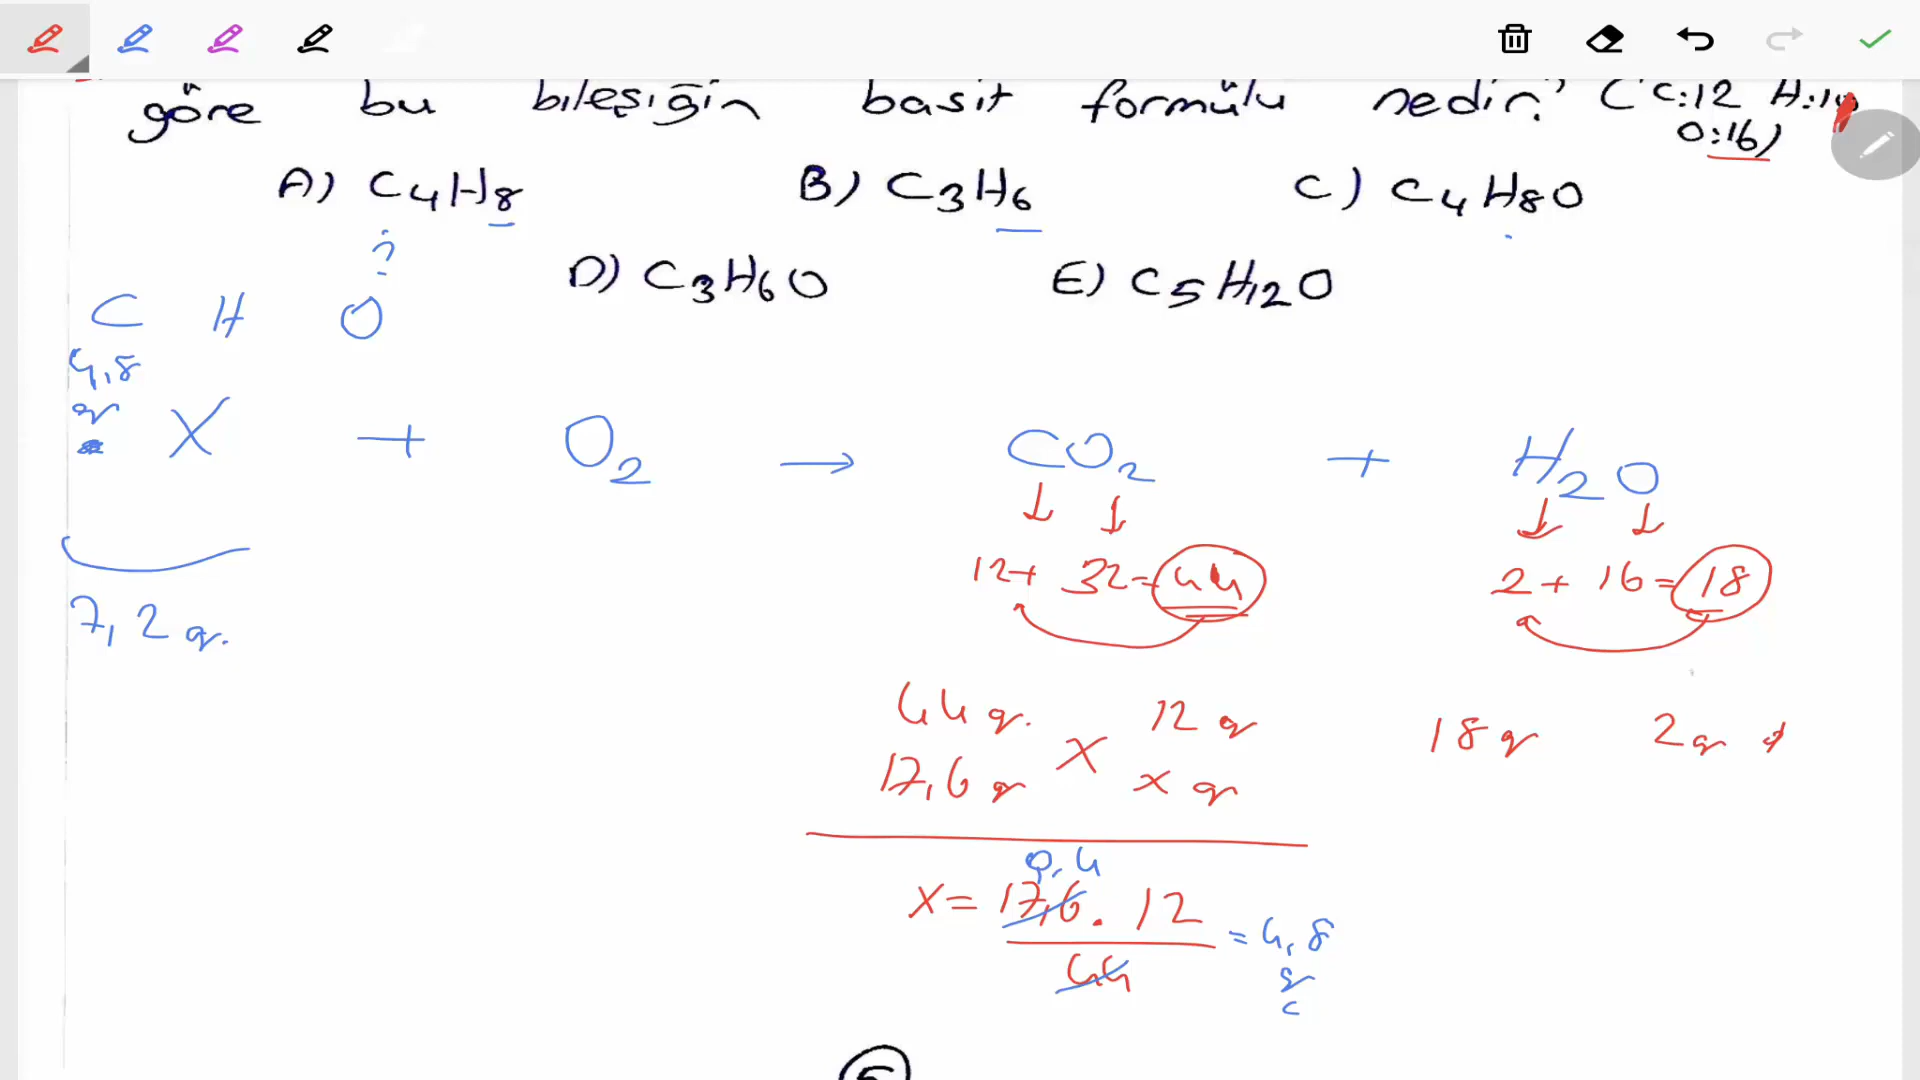 göre bu bileşiğin basit formülü nedir? (C:12 H:1
O:16)
A) C4H8 B) C3H6 C) C4H8O
D) C3H6O E) C5H12O
?
C H O
4,8
gr X + O2 → CO2 + H2O
12+ 32=44 2+ 16=18
7,2 gr.
44 gr. 12 gr 18 gr 2 gr
17,6 gr X x gr
0,4
x= 17,6. 12 = 4,8
44 gr
C